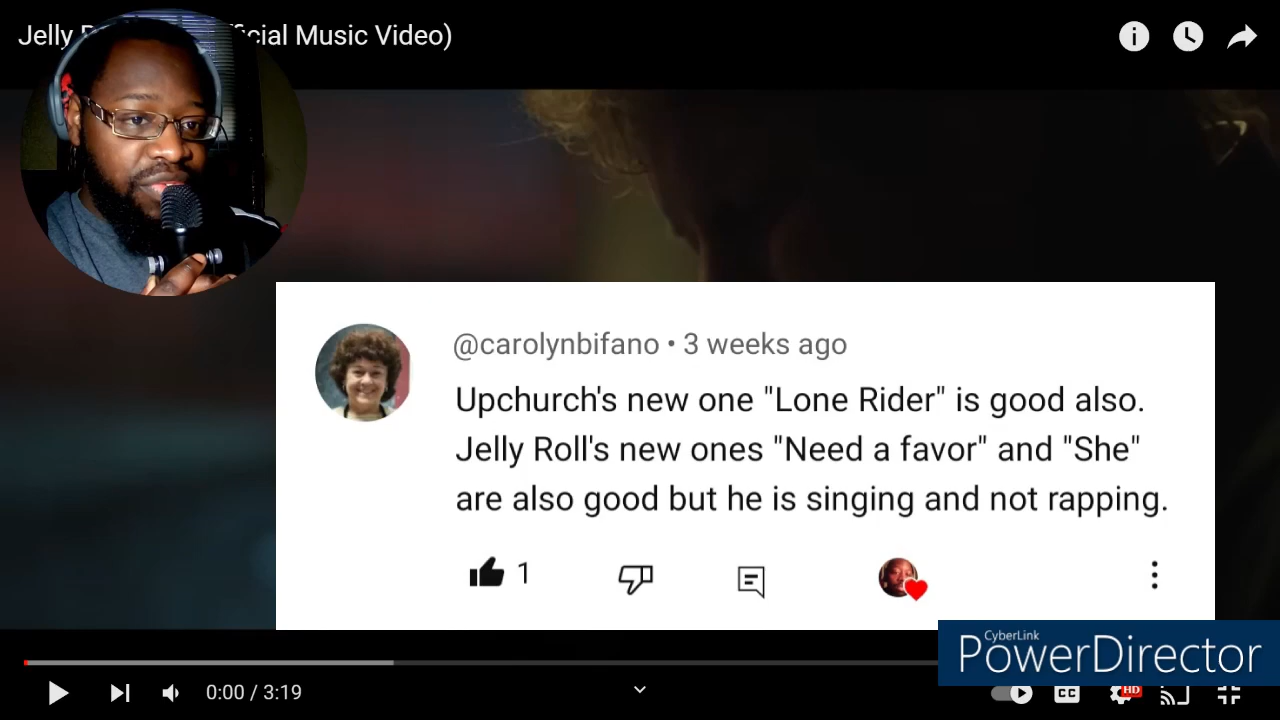 Jelly icial Music Video)
@carolynbifano • 3 weeks ago
Upchurch's new one "Lone Rider" is good also.
Jelly Roll's new ones "Need a favor" and "She"
are also good but he is singing and not rapping.
1
CyberLink
PowerDirector
0:00 / 3:19
CC
HD